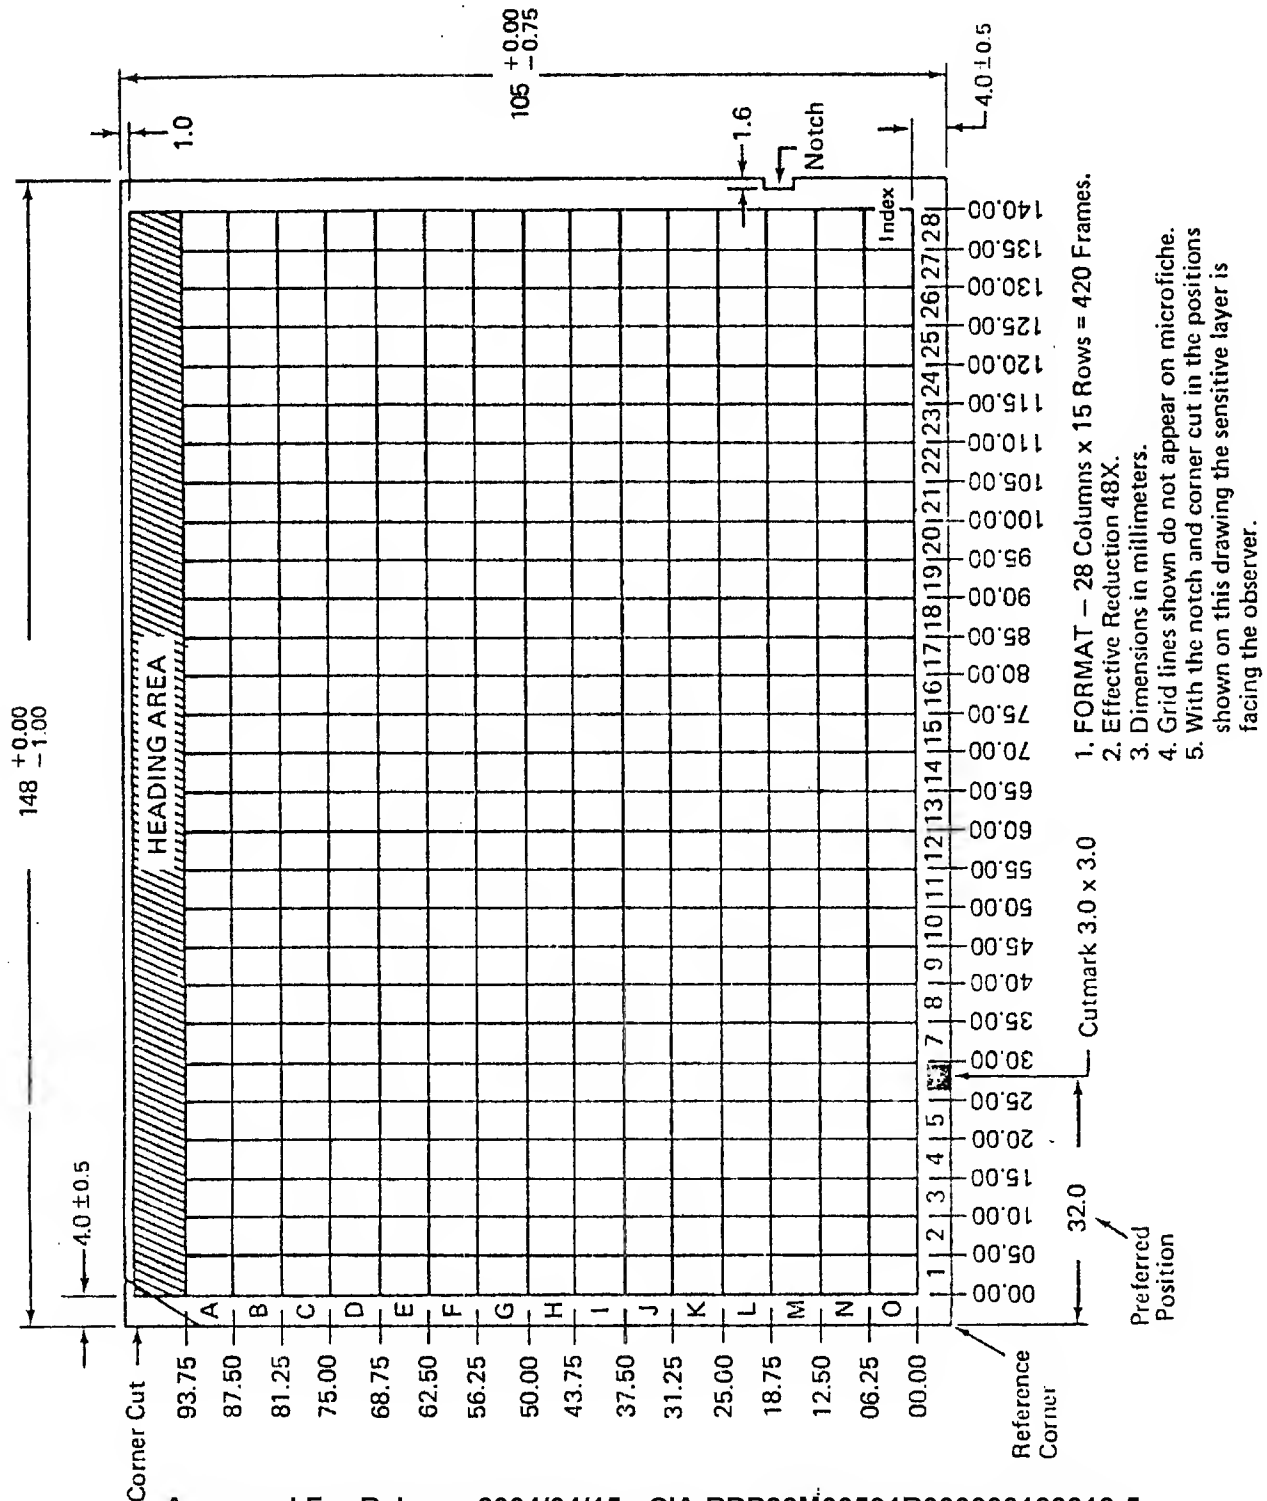 148 +0.00
−1.00
4.0 ±0.5
1.0
105 +0.00
−0.75
Corner Cut
HEADING AREA
93.75
87.50
81.25
75.00
68.75
62.50
56.25
50.00
43.75
37.50
31.25
25.00
18.75
12.50
06.25
00.00
A
B
C
D
E
F
G
H
I
J
K
L
M
N
O
1.6
Notch
Index
4.0 ±0.5
1 2 3 4 5 7 8 9 10 11 12 13 14 15 16 17 18 19 20 21 22 23 24 25 26 27 28
00.00
05.00
10.00
15.00
20.00
25.00
30.00
35.00
40.00
45.00
50.00
55.00
60.00
65.00
70.00
75.00
80.00
85.00
90.00
95.00
100.00
105.00
110.00
115.00
120.00
125.00
130.00
135.00
140.00
Reference
Corner
32.0
Preferred
Position
Cutmark 3.0 x 3.0
1. FORMAT – 28 Columns x 15 Rows = 420 Frames.
2. Effective Reduction 48X.
3. Dimensions in millimeters.
4. Grid lines shown do not appear on microfiche.
5. With the notch and corner cut in the positions
shown on this drawing the sensitive layer is
facing the observer.